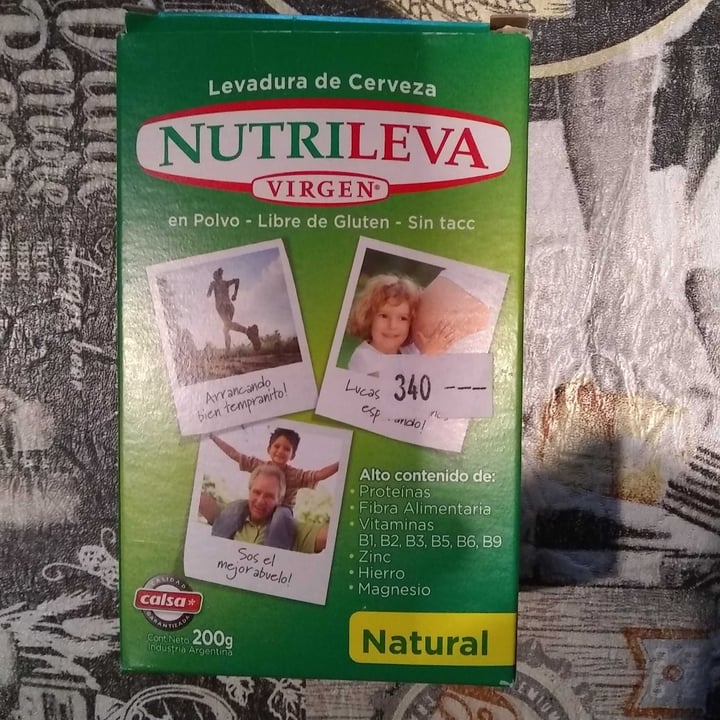 Levadura de Cerveza
NUTRILEVA
VIRGEN®
en Polvo - Libre de Gluten - Sin tacc
Arrancando
bien tempranito!
Lucas
340 ---
Sos el
mejor abuelo!
Alto contenido de:
• Proteínas
• Fibra Alimentaria
• Vitaminas
B1, B2, B3, B5, B6, B9
• Zinc
• Hierro
• Magnesio
CALIDAD
calsa
GARANTIZADA
Cont. Neto 200g
Industria Argentina
Natural